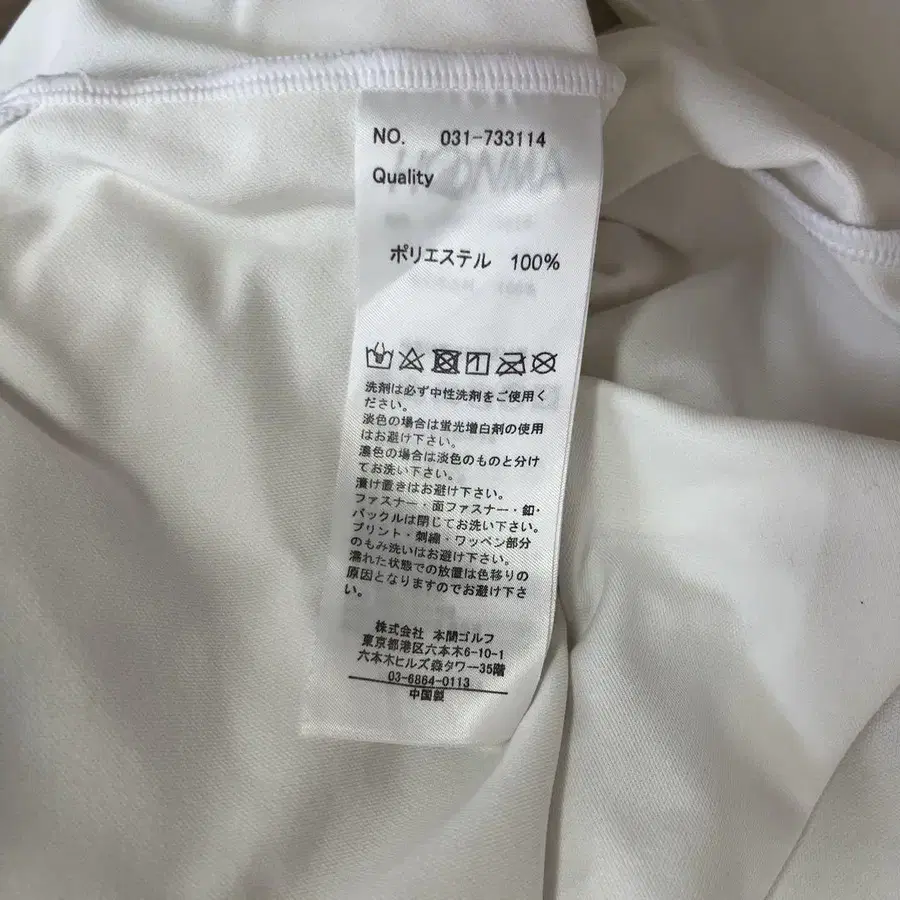 NO. 031-733114
Quality
ポリエステル 100%
洗剤は必ず中性洗剤をご使用く
ださい。
淡色の場合は蛍光増白剤の使用
はお避け下さい。
濃色の場合は淡色のものと分け
てお洗い下さい。
漬け置きはお避け下さい。
ファスナー・面ファスナー・釦・
バックルは閉じてお洗い下さい。
プリント・刺繍・ワッペン部分
のもみ洗いはお避け下さい。
濡れた状態での放置は色移りの
原因となりますのでお避け下さ
い。
株式会社 本間ゴルフ
東京都港区六本木6-10-1
六本木ヒルズ森タワー35階
03-6864-0113
中国製